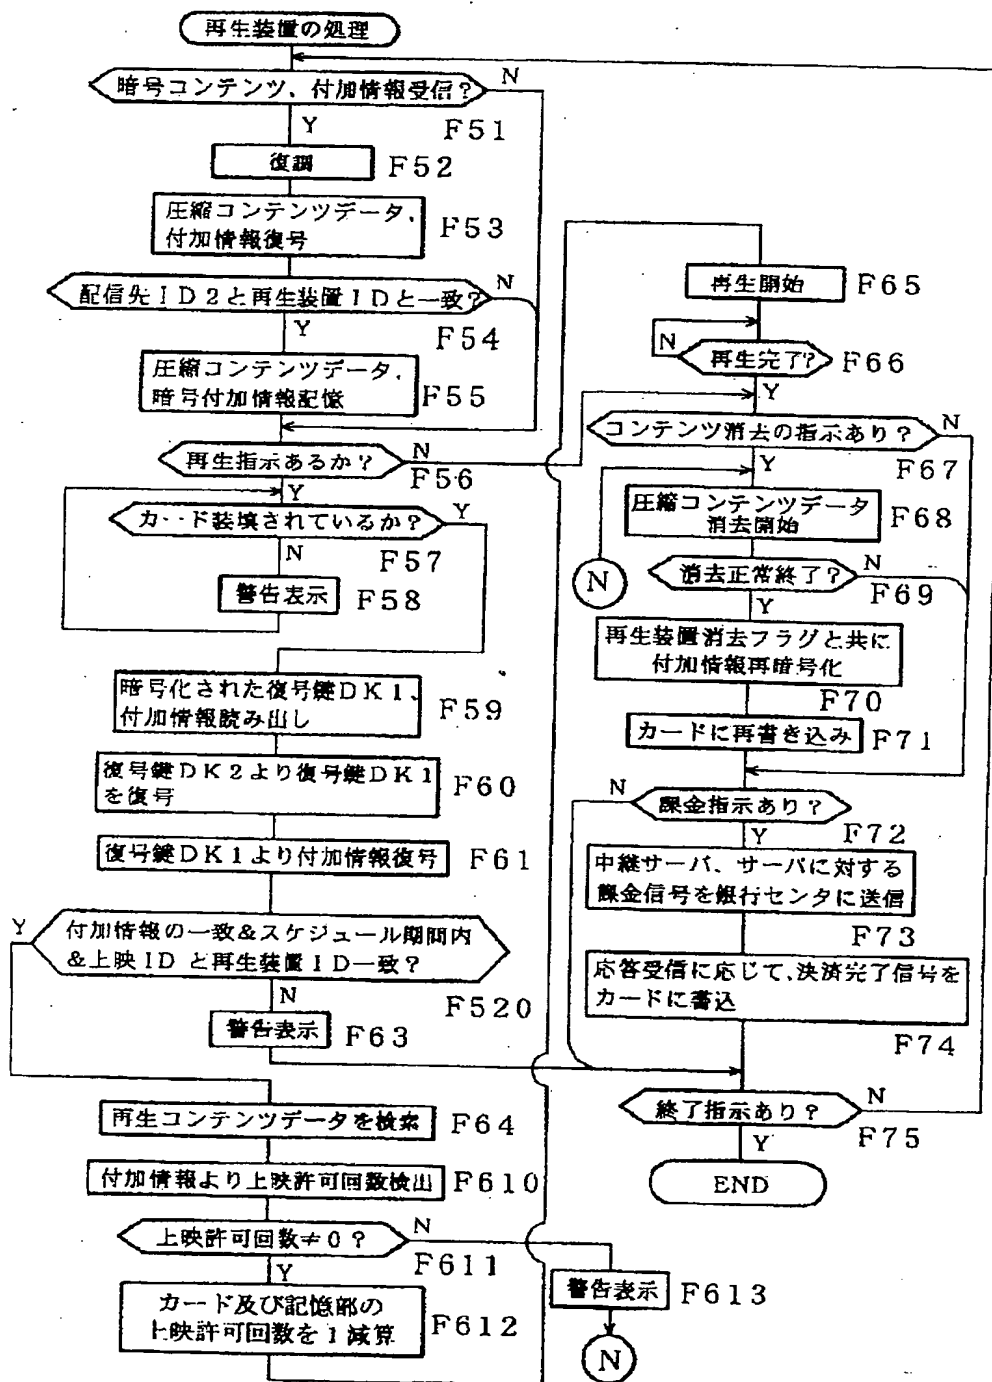 再生装置の処理
暗号コンテンツ、付加情報受信?
N
Y
F51
復調
F52
圧縮コンテンツデータ、
付加情報復号
F53
配信先ID2と再生装置IDと一致?
N
Y
F54
圧縮コンテンツデータ、
暗号付加情報記憶
F55
再生指示あるか?
N
F56
Y
カード装填されているか?
Y
F57
N
警告表示
F58
暗号化された復号鍵DK1、
付加情報読み出し
F59
復号鍵DK2より復号鍵DK1
を復号
F60
復号鍵DK1より付加情報復号
F61
Y
付加情報の一致&スケジュール期間内
&上映IDと再生装置ID一致?
N
F520
警告表示
F63
再生コンテンツデータを検索
F64
付加情報より上映許可回数検出
F610
上映許可回数≠0?
N
F611
Y
カード及び記憶部の
上映許可回数を1減算
F612
警告表示
F613
N
再生開始
F65
N
再生完了?
F66
Y
コンテンツ消去の指示あり?
N
F67
Y
圧縮コンテンツデータ
消去開始
F68
N
消去正常終了?
N
F69
Y
再生装置消去フラグと共に
付加情報再暗号化
F70
カードに再書き込み
F71
N
課金指示あり?
F72
Y
中継サーバ、サーバに対する
課金信号を銀行センタに送信
F73
応答受信に応じて、決済完了信号を
カードに書込
F74
終了指示あり?
N
F75
Y
END